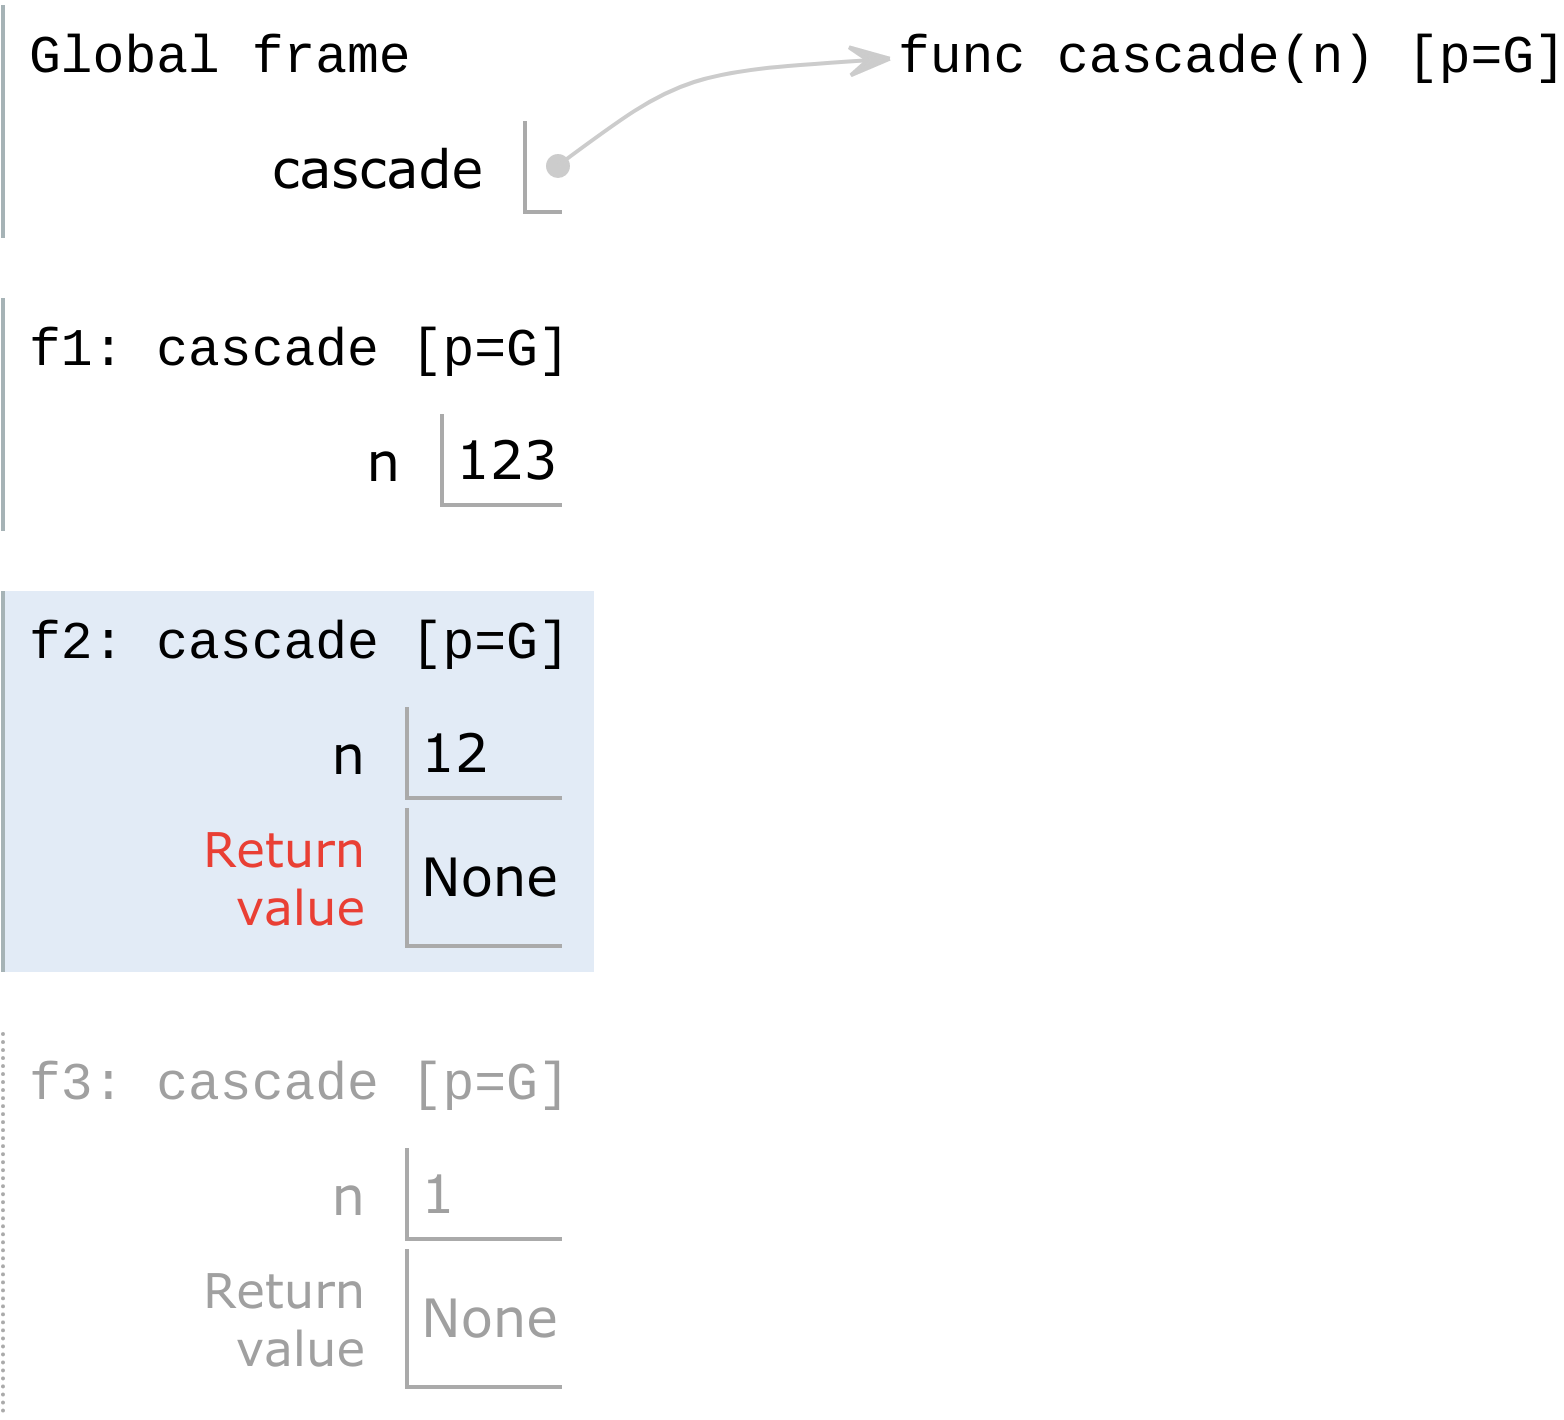 Global frame
func cascade(n) [p=G]
cascade
f1: cascade [p=G]
n 123
f2: cascade [p=G]
n 12
Return
value None
f3: cascade [p=G]
n 1
Return
value None